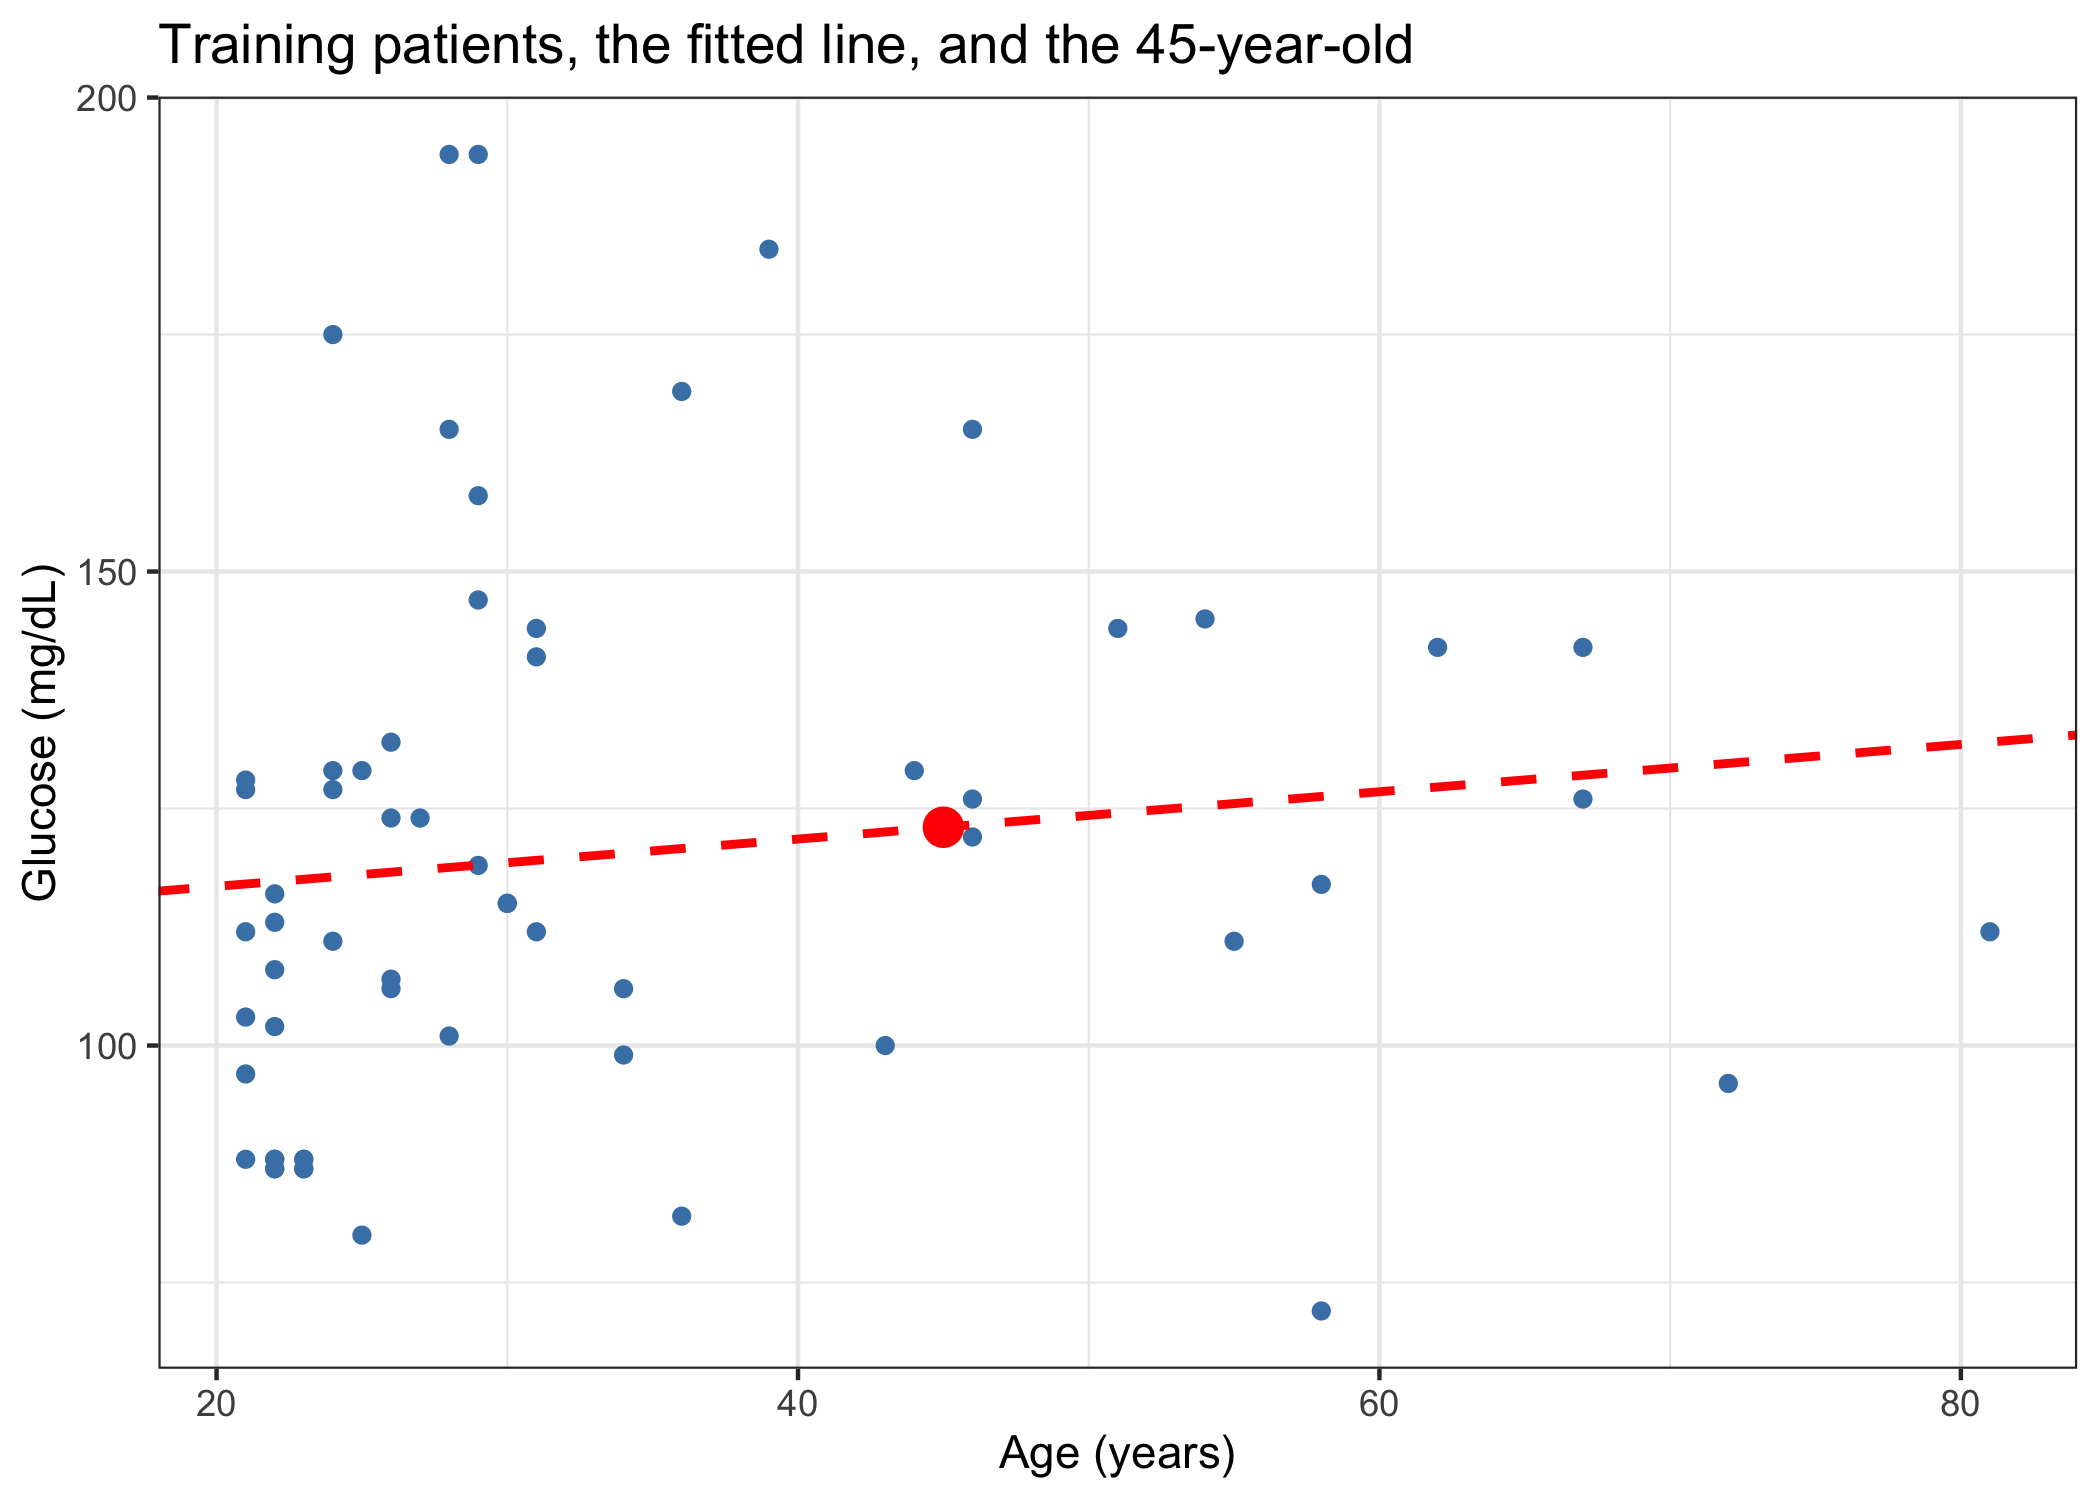 Training patients, the fitted line, and the 45-year-old
200
150
100
Glucose (mg/dL)
20 40 60 80
Age (years)